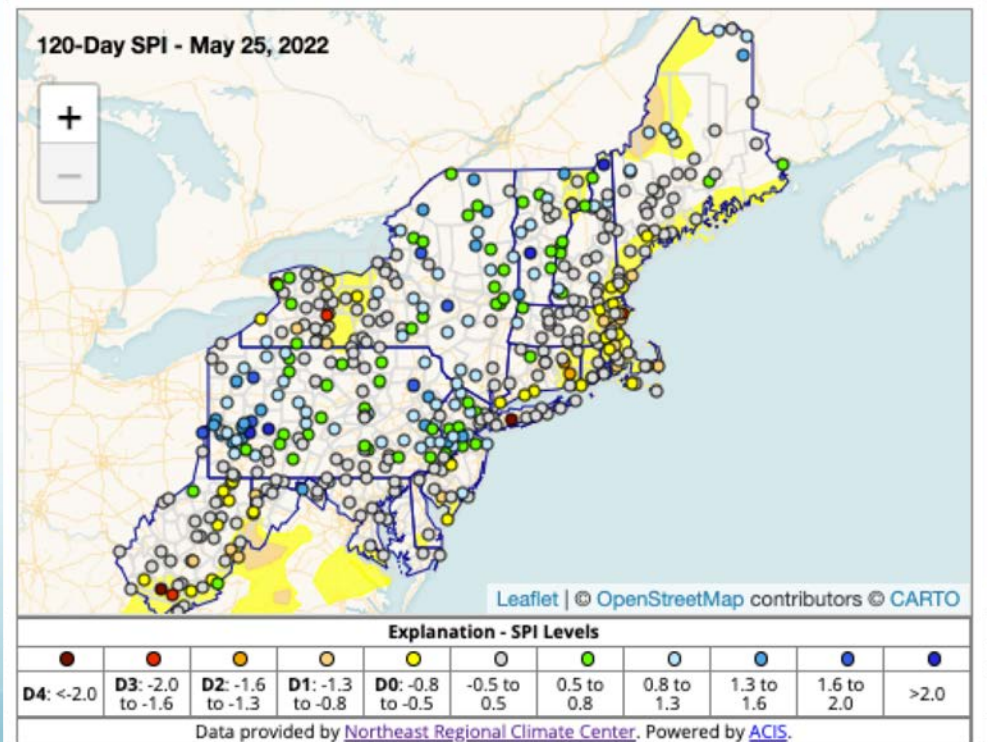 120-Day SPI - May 25, 2022
+
−
Leaflet | © OpenStreetMap contributors © CARTO
Explanation - SPI Levels
D4: <-2.0
D3: -2.0
to -1.6
D2: -1.6
to -1.3
D1: -1.3
to -0.8
D0: -0.8
to -0.5
-0.5 to
0.5
0.5 to
0.8
0.8 to
1.3
1.3 to
1.6
1.6 to
2.0
>2.0
Data provided by Northeast Regional Climate Center. Powered by ACIS.